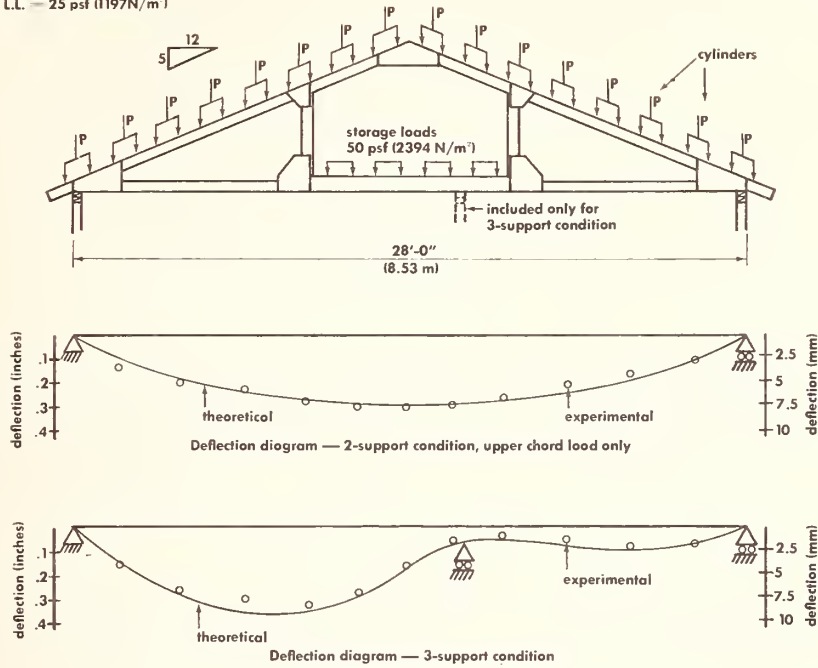 L.L. = 25 psf (1197N/m²)
12
5
P P P P P P P P P P P P P P P P
cylinders
storage loads
50 psf (2394 N/m²)
included only for
3-support condition
28'-0"
(8.53 m)
deflection (inches)
.1
.2
.3
.4
theoreticol
experimental
2.5
5
7.5
10
deflection (mm)
Deflection diogram — 2-support condition, upper chord lood only
deflection (inches)
.1
.2
.3
.4
theoretical
experimental
2.5
5
7.5
10
deflection (mm)
Deflection diagram — 3-support condition